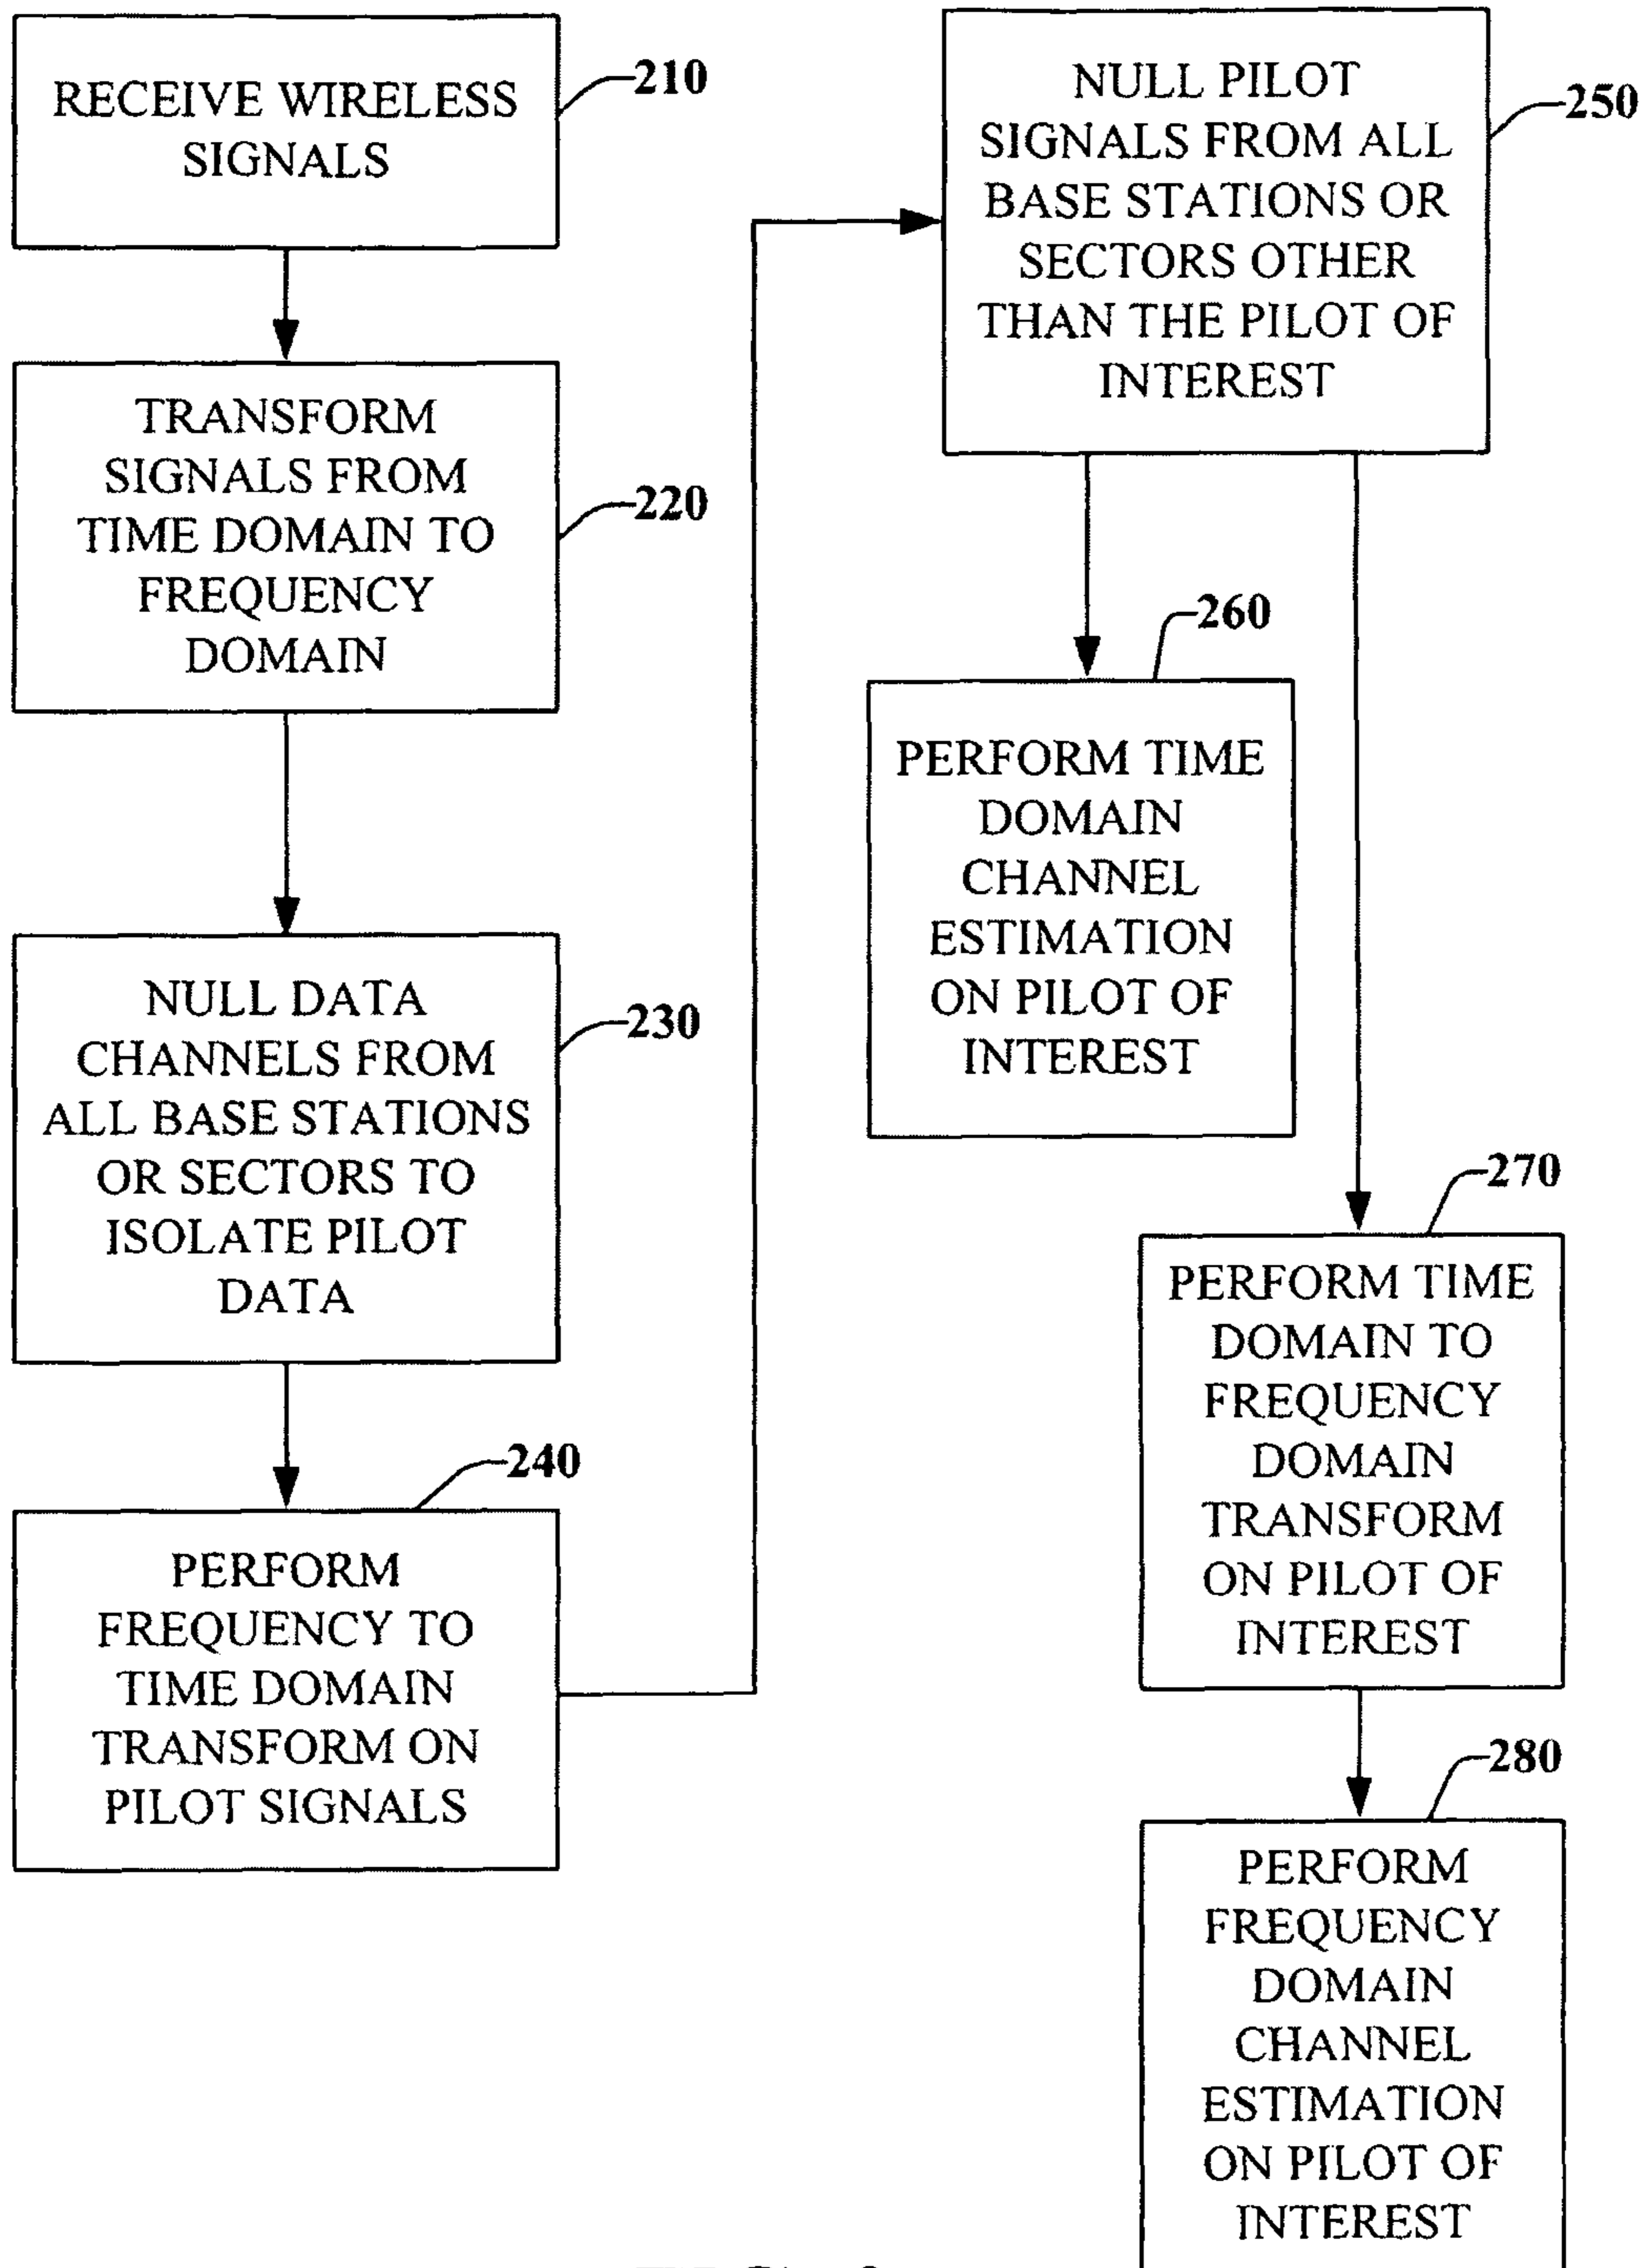 RECEIVE WIRELESS
SIGNALS
210
TRANSFORM
SIGNALS FROM
TIME DOMAIN TO
FREQUENCY
DOMAIN
220
NULL DATA
CHANNELS FROM
ALL BASE STATIONS
OR SECTORS TO
ISOLATE PILOT
DATA
230
240
PERFORM
FREQUENCY TO
TIME DOMAIN
TRANSFORM ON
PILOT SIGNALS
NULL PILOT
SIGNALS FROM ALL
BASE STATIONS OR
SECTORS OTHER
THAN THE PILOT OF
INTEREST
250
260
PERFORM TIME
DOMAIN
CHANNEL
ESTIMATION
ON PILOT OF
INTEREST
270
PERFORM TIME
DOMAIN TO
FREQUENCY
DOMAIN
TRANSFORM
ON PILOT OF
INTEREST
280
PERFORM
FREQUENCY
DOMAIN
CHANNEL
ESTIMATION
ON PILOT OF
INTEREST